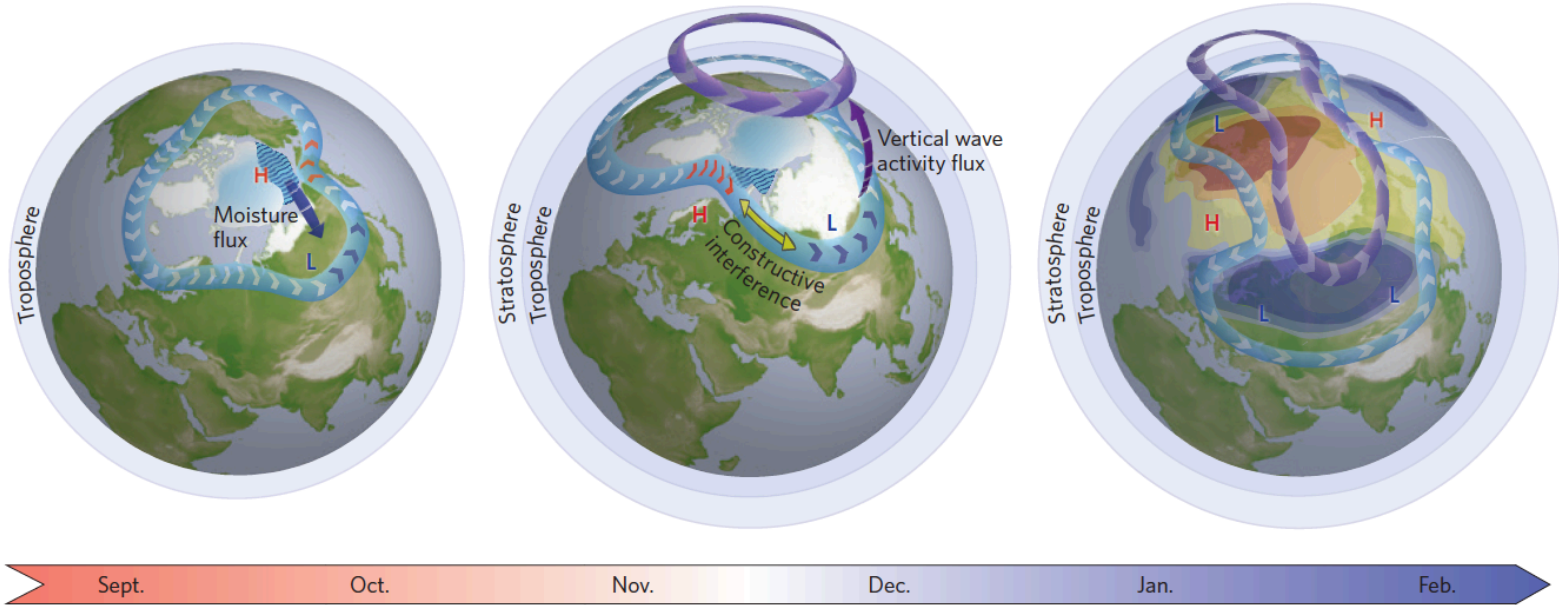 Troposphere
H
Moisture
flux
L
Stratosphere
Troposphere
Vertical wave
activity flux
H
L
Constructive
interference
Stratosphere
Troposphere
L
H
H
L
L
Sept.
Oct.
Nov.
Dec.
Jan.
Feb.